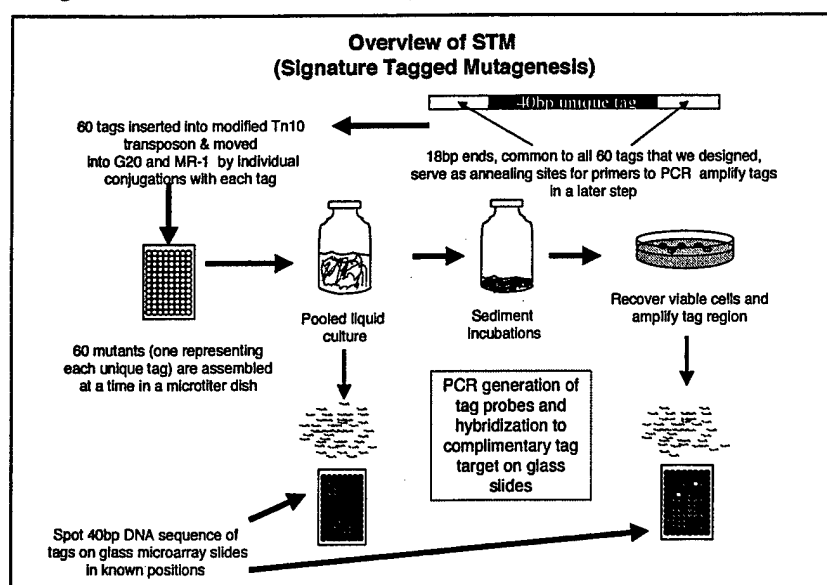 Overview of STM
(Signature Tagged Mutagenesis)
40bp unique tag
60 tags inserted into modified Tn10
transposon & moved
into G20 and MR-1 by individual
conjugations with each tag
18bp ends, common to all 60 tags that we designed,
serve as annealing sites for primers to PCR amplify tags
in a later step
Pooled liquid
culture
Sediment
incubations
Recover viable cells and
amplify tag region
60 mutants (one representing
each unique tag) are assembled
at a time in a microtiter dish
PCR generation of
tag probes and
hybridization to
complimentary tag
target on glass
slides
Spot 40bp DNA sequence of
tags on glass microarray slides
in known positions